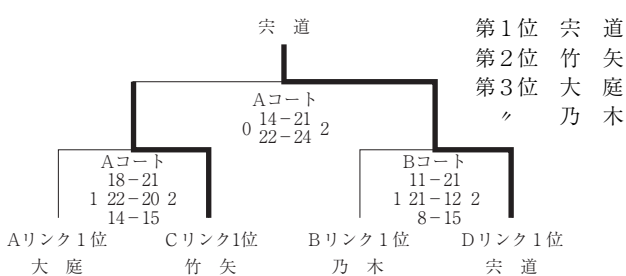 宍 道
第1位 宍 道
第2位 竹 矢
第3位 大 庭
〃 乃 木
Aコート
14－21
0 2
22－24
Aコート
18－21
1 22－20 2
14－15
Bコート
11－21
1 21－12 2
8－15
Aリンク1位
Cリンク1位
Bリンク1位
Dリンク1位
大 庭
竹 矢
乃 木
宍 道